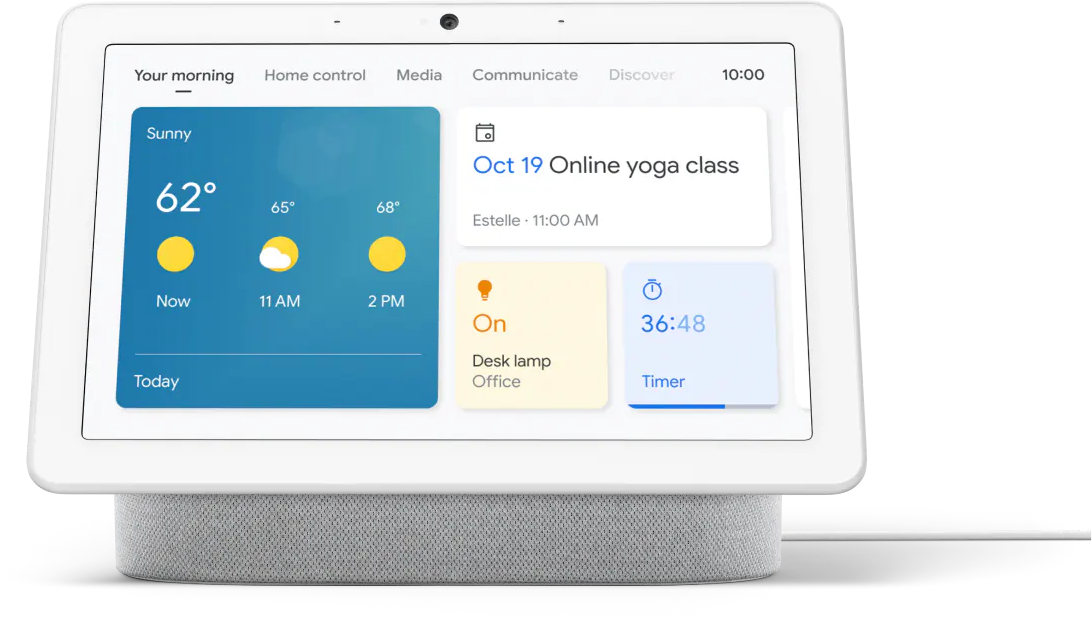 Your morning Home control Media Communicate Discover 10:00
Sunny
62° 65° 68°
Now 11 AM 2 PM
Today
Oct 19 Online yoga class
Estelle · 11:00 AM
On
Desk lamp
Office
36:48
Timer